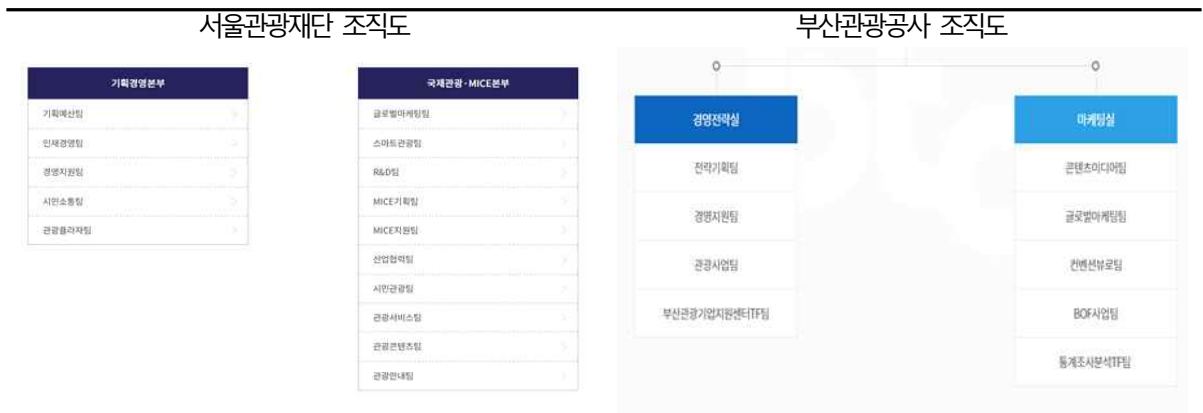 서울관광재단 조직도
기획경영본부
기획예산팀
인재경영팀
경영지원팀
시민소통팀
관광플라자팀
국제관광·MICE본부
글로벌마케팅팀
스마트관광팀
R&D팀
MICE기획팀
MICE지원팀
산업협력팀
시민관광팀
관광서비스팀
관광콘텐츠팀
관광안내팀
부산관광공사 조직도
경영전략실
전략기획팀
경영지원팀
관광사업팀
부산관광기업지원센터TF팀
마케팅실
콘텐츠미디어팀
글로벌마케팅팀
컨벤션뷰로팀
BOF사업팀
통계조사분석TF팀